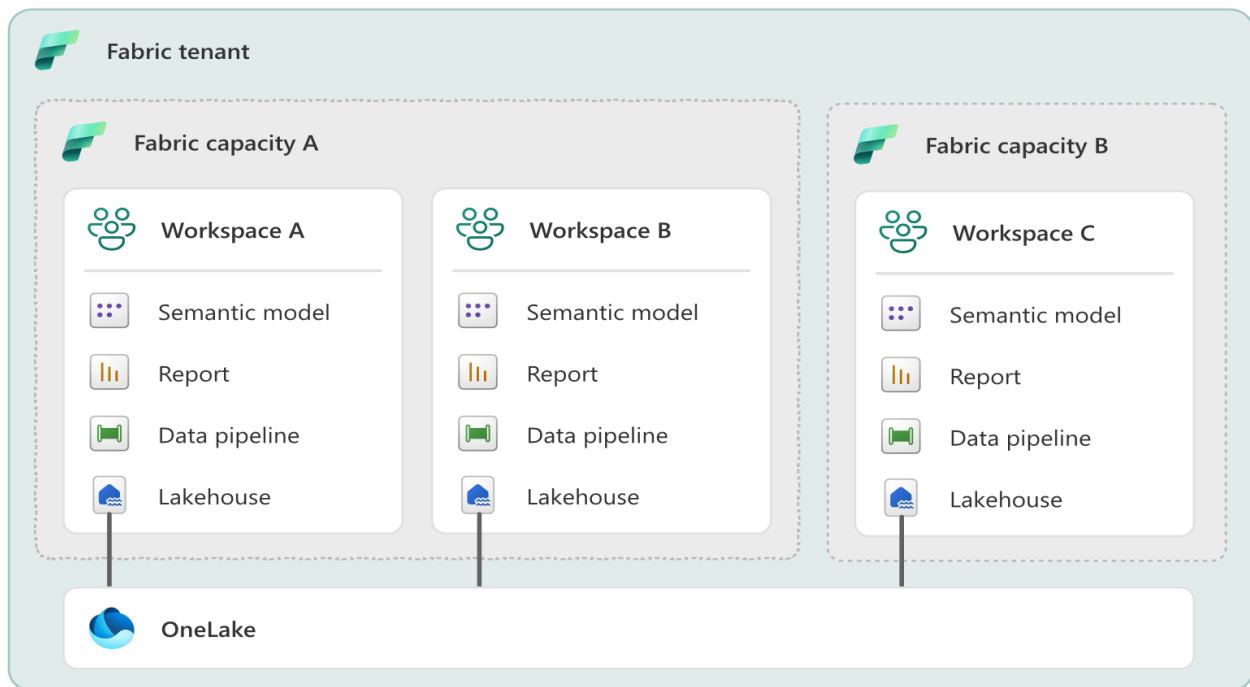 Fabric tenant
Fabric capacity A
Workspace A
Semantic model
Report
Data pipeline
Lakehouse
Workspace B
Semantic model
Report
Data pipeline
Lakehouse
Fabric capacity B
Workspace C
Semantic model
Report
Data pipeline
Lakehouse
OneLake